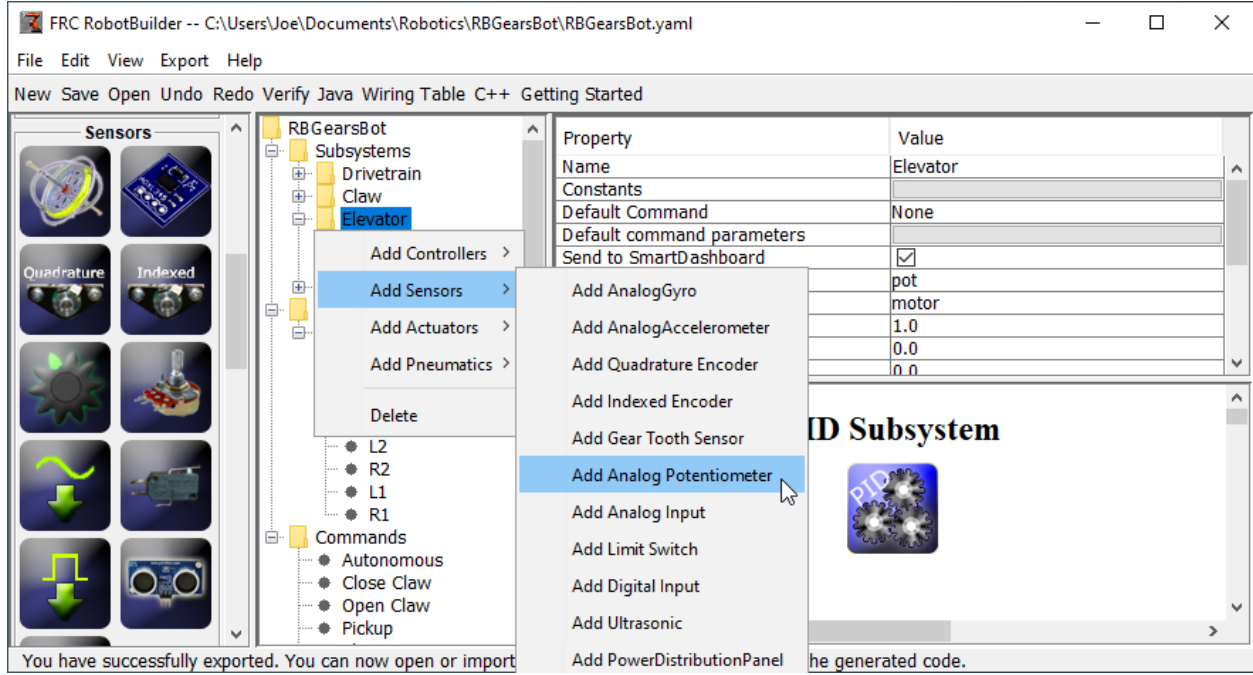 FRC RobotBuilder -- C:\Users\Joe\Documents\Robotics\RBGearsBot\RBGearsBot.yaml
File Edit View Export Help
New Save Open Undo Redo Verify Java Wiring Table C++ Getting Started
Sensors
Quadrature
Indexed
RBGearsBot
Subsystems
Drivetrain
Claw
Elevator
L2
R2
L1
R1
Commands
Autonomous
Close Claw
Open Claw
Pickup
Add Controllers >
Add Sensors >
Add Actuators >
Add Pneumatics >
Delete
Add AnalogGyro
Add AnalogAccelerometer
Add Quadrature Encoder
Add Indexed Encoder
Add Gear Tooth Sensor
Add Analog Potentiometer
Add Analog Input
Add Limit Switch
Add Digital Input
Add Ultrasonic
Add PowerDistributionPanel
Property Value
Name Elevator
Constants
Default Command None
Default command parameters
Send to SmartDashboard
pot
motor
1.0
0.0
0.0
ID Subsystem
PID
You have successfully exported. You can now open or import he generated code.